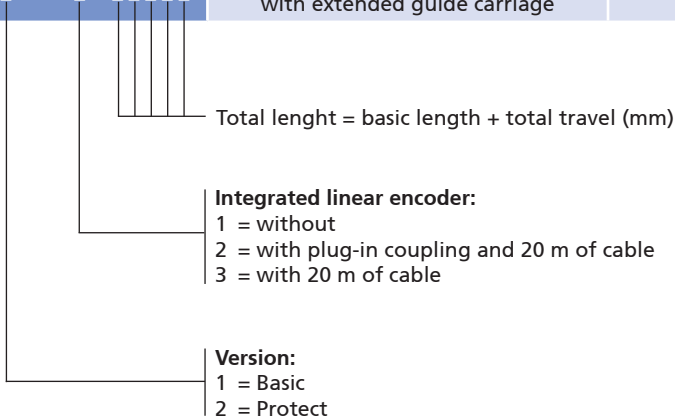 with extended guide carriage
Total lenght = basic length + total travel (mm)
Integrated linear encoder:
1 = without
2 = with plug-in coupling and 20 m of cable
3 = with 20 m of cable
Version:
1 = Basic
2 = Protect